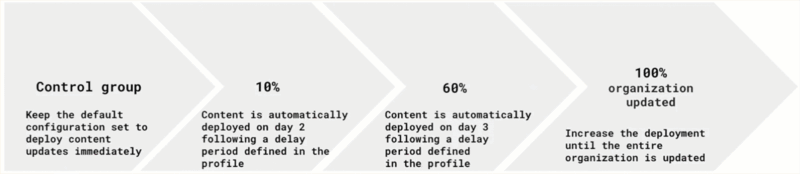 Control group
Keep the default
configuration set to
deploy content
updates immediately
10%
Content is automatically
deployed on day 2
following a delay
period defined in the
profile
60%
Content is automatically
deployed on day 3
following a delay
period defined
in the profile
100%
organization
updated
Increase the deployment
until the entire
organization is updated